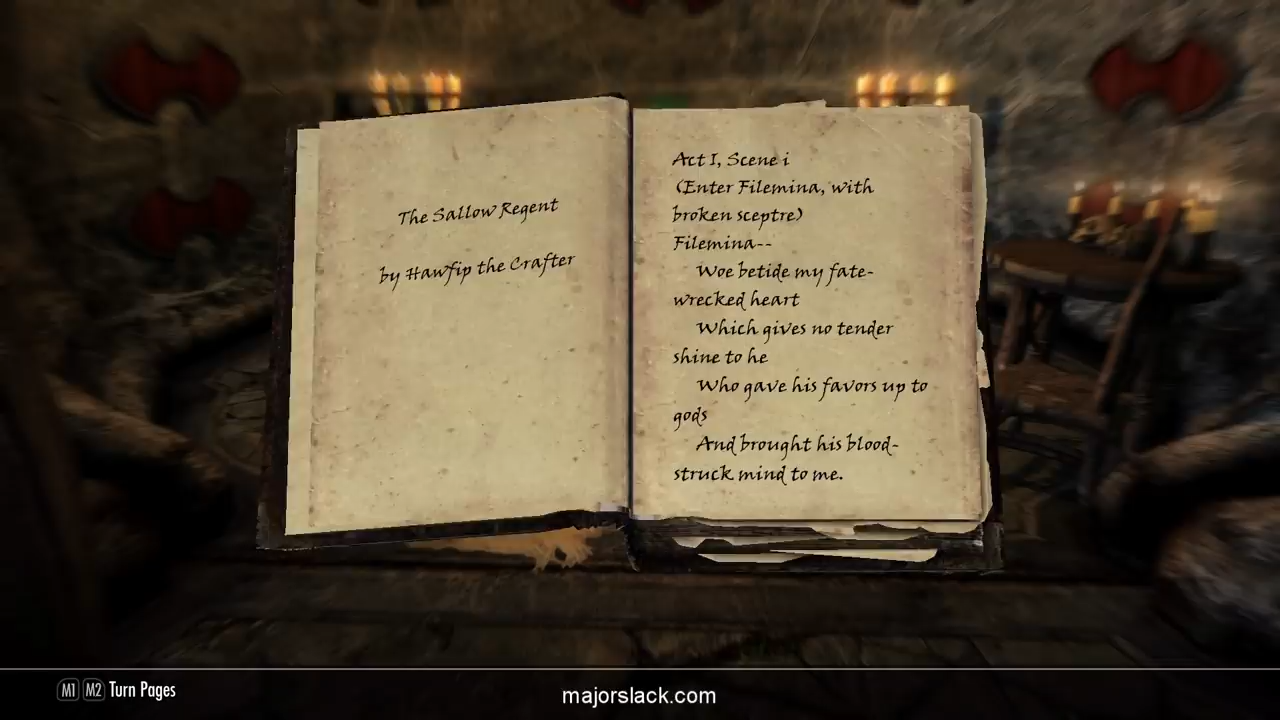 The Sallow Regent
by Hawfip the Crafter
Act I, Scene i
(Enter Filemina, with
broken sceptre)
Filemina--
Woe betide my fate-
wrecked heart
Which gives no tender
shine to he
Who gave his favors up to
gods
And brought his blood-
struck mind to me.
M1 M2 Turn Pages
majorslack.com